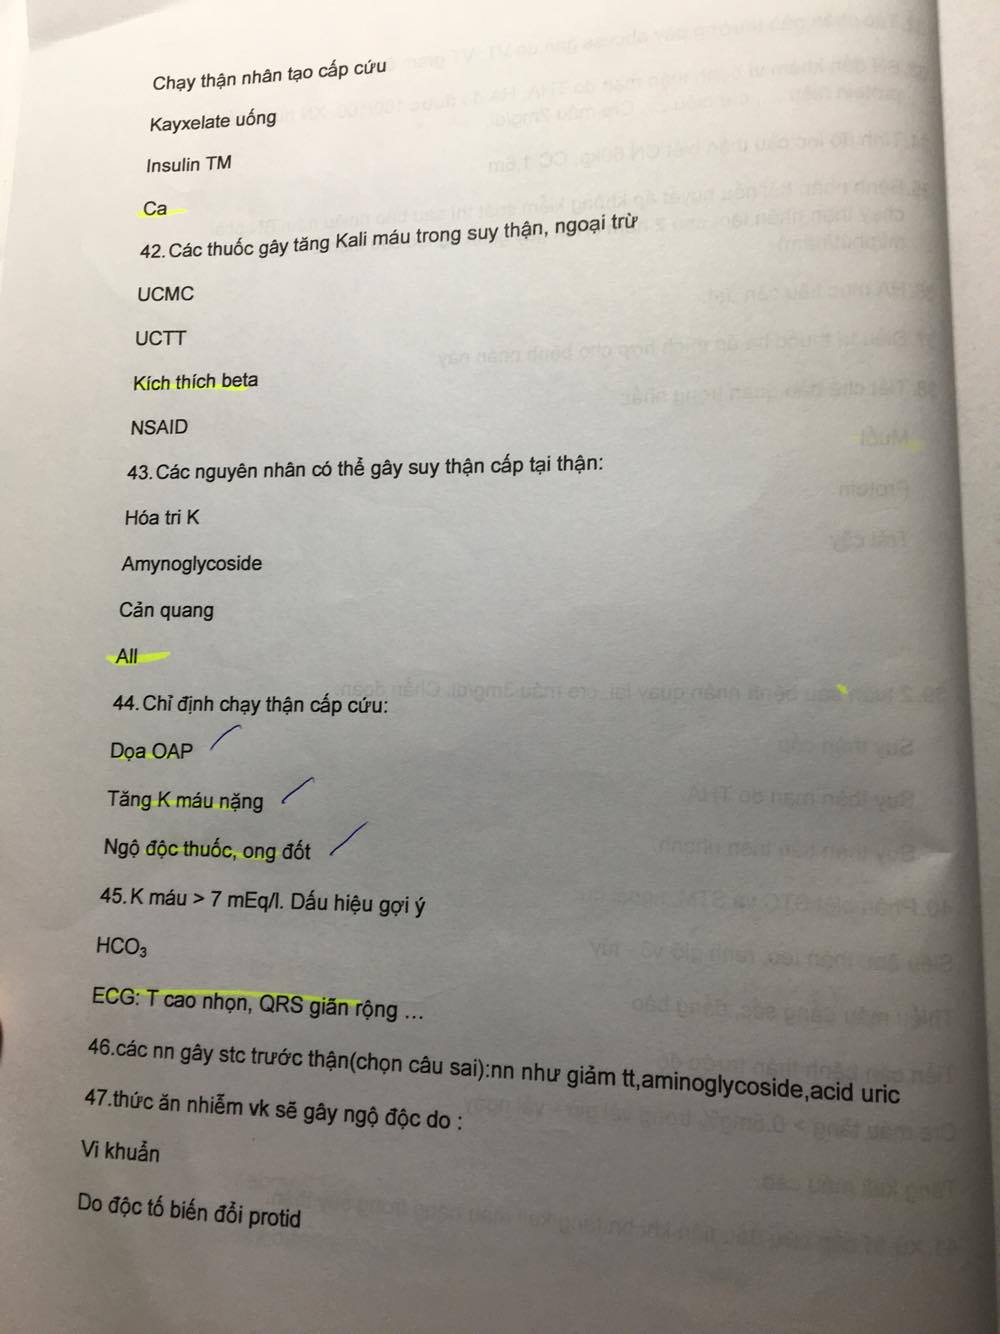 Chạy thận nhân tạo cấp cứu
Kayxelate uống
Insulin TM
Ca
42. Các thuốc gây tăng Kali máu trong suy thận, ngoại trừ
UCMC
UCTT
Kích thích beta
NSAID
43. Các nguyên nhân có thể gây suy thận cấp tại thận:
Hóa tri K
Amynoglycoside
Cản quang
All
44. Chỉ định chạy thận cấp cứu:
Dọa OAP
Tăng K máu nặng
Ngộ độc thuốc, ong đốt
45. K máu > 7 mEq/l. Dấu hiệu gợi ý
HCO₃
ECG: T cao nhọn, QRS giãn rộng ...
46.các nn gây stc trước thận(chọn câu sai):nn như giảm tt,aminoglycoside,acid uric
47.thức ăn nhiễm vk sẽ gây ngộ độc do :
Vi khuẩn
Do độc tố biến đổi protid